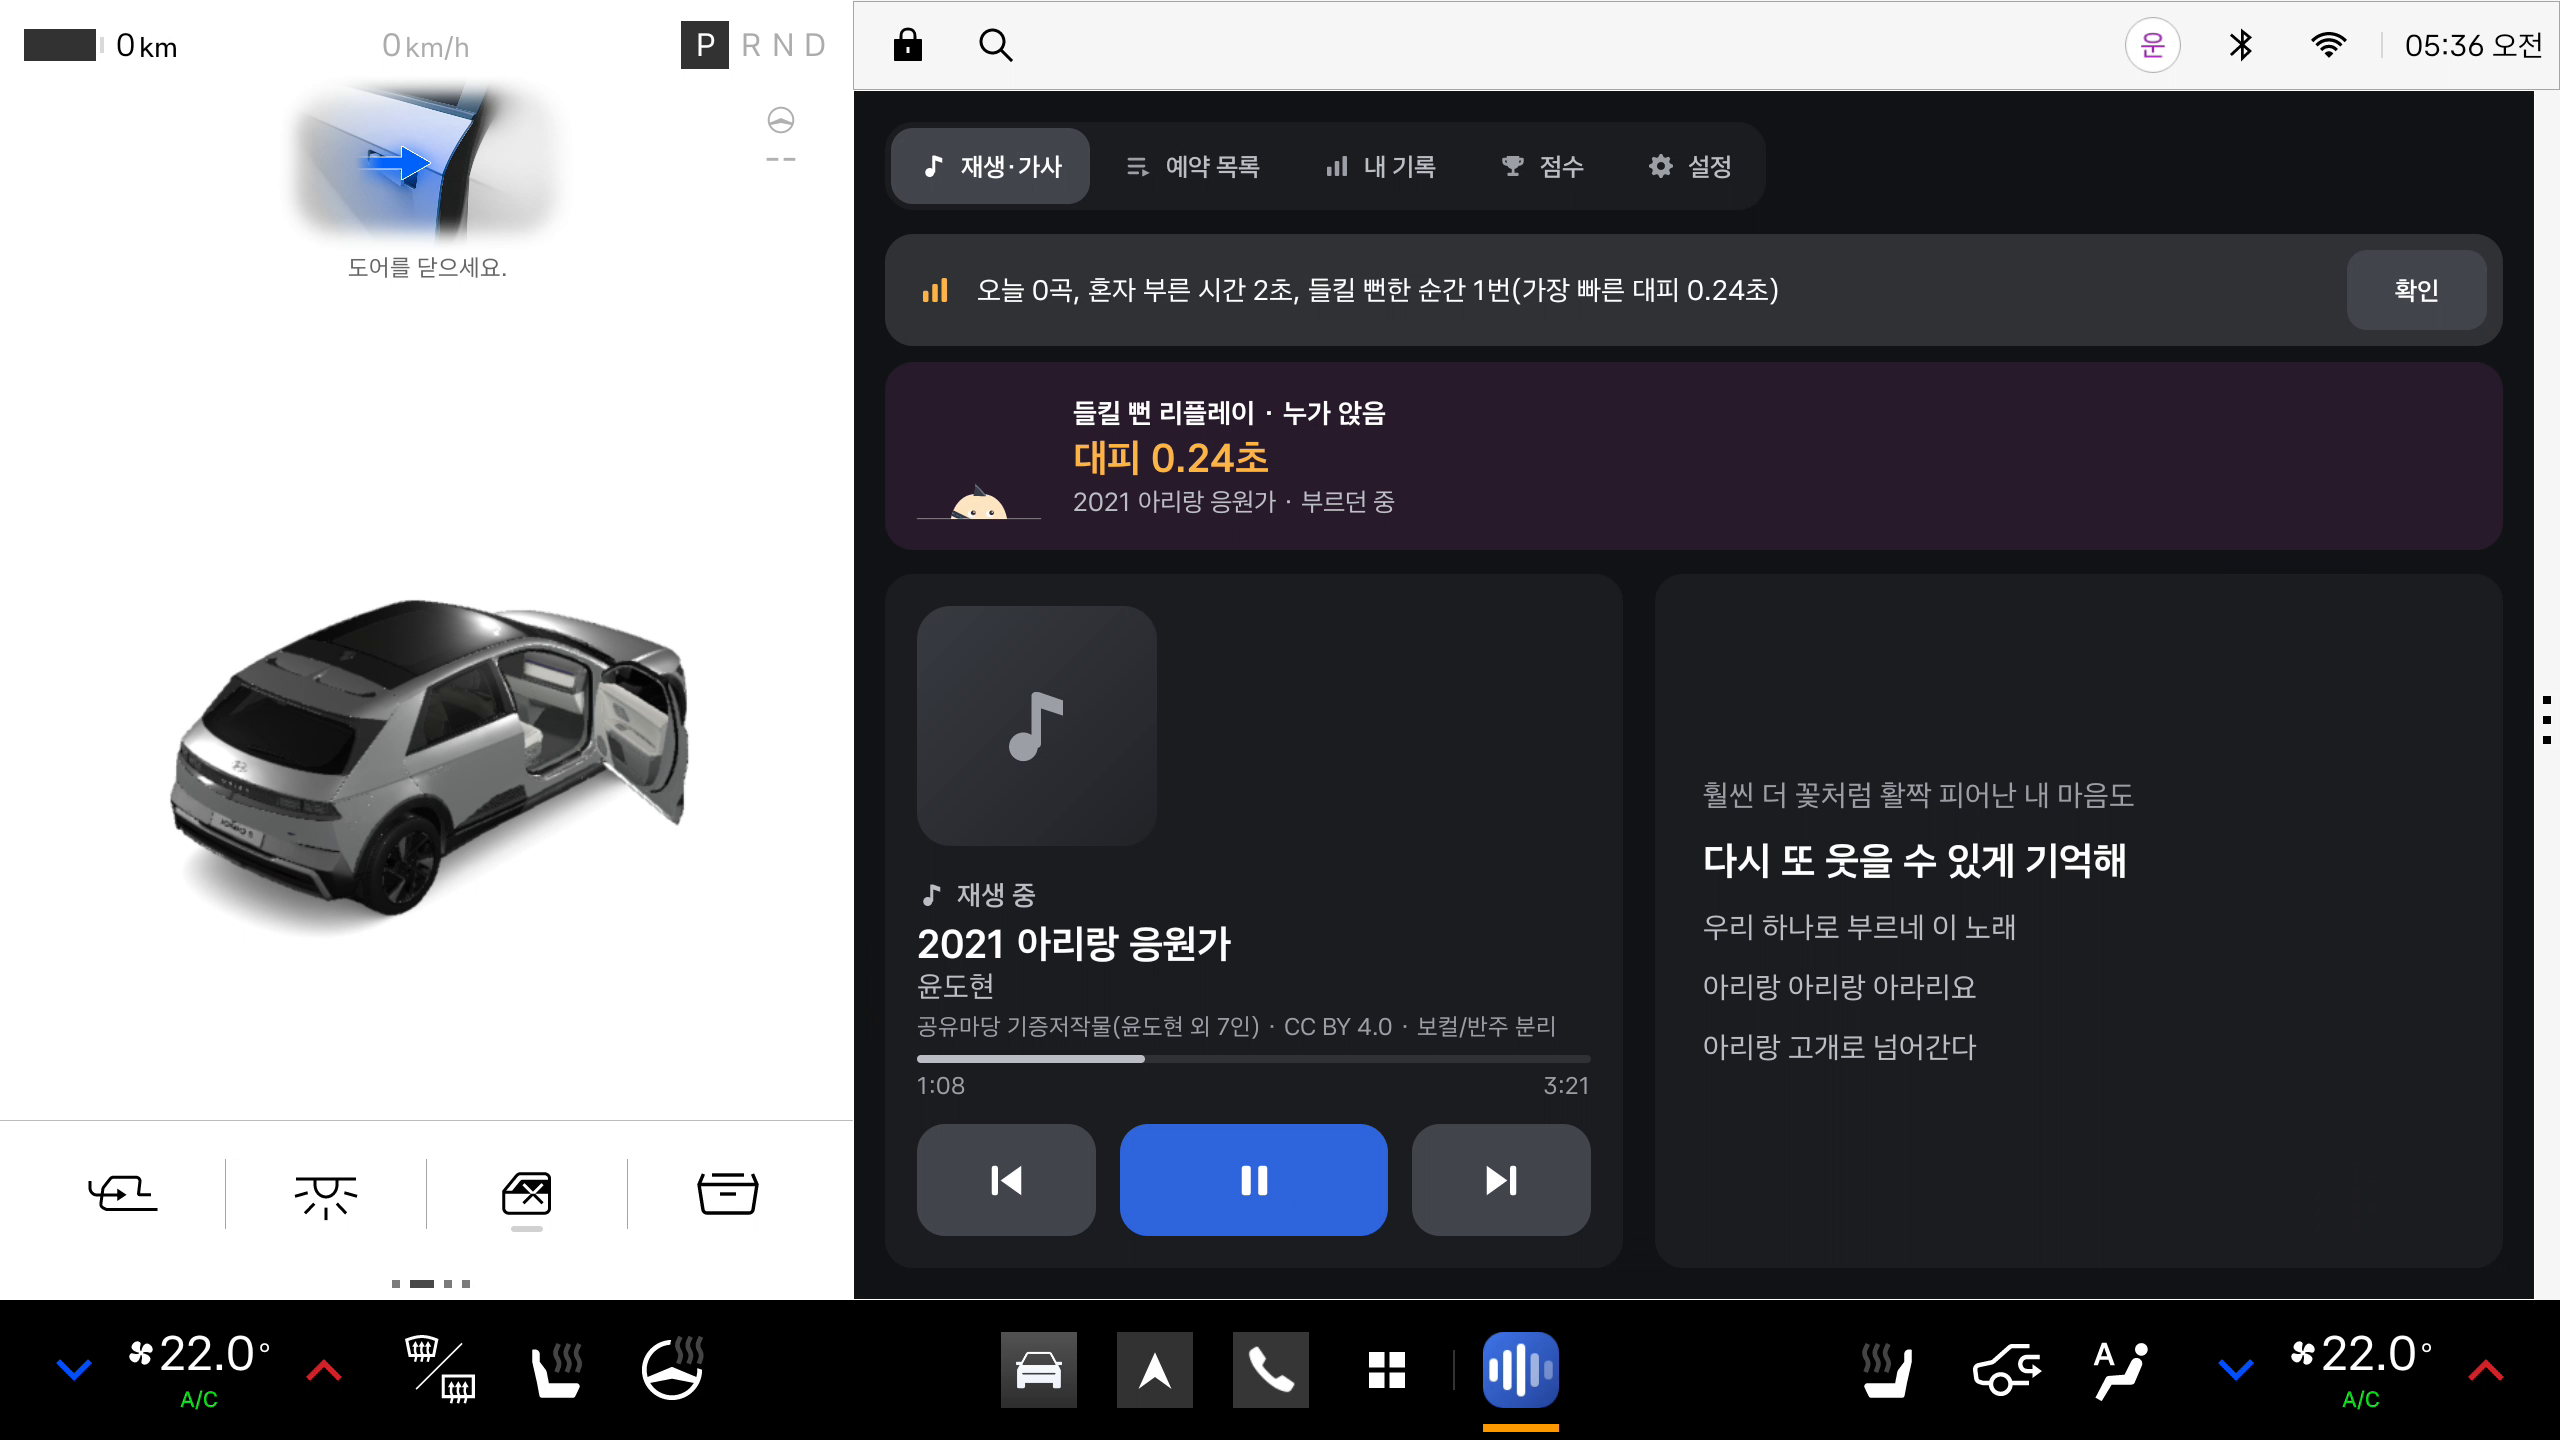 0 km
0 km/h
P R N D
운
05:36 오전
도어를 닫으세요.
재생·가사
예약 목록
내 기록
점수
설정
오늘 0곡, 혼자 부른 시간 2초, 들킬 뻔한 순간 1번(가장 빠른 대피 0.24초)
확인
들킬 뻔 리플레이 · 누가 앉음
대피 0.24초
2021 아리랑 응원가 · 부르던 중
재생 중
2021 아리랑 응원가
윤도현
공유마당 기증저작물(윤도현 외 7인) · CC BY 4.0 · 보컬/반주 분리
1:08
3:21
훨씬 더 꽃처럼 활짝 피어난 내 마음도
다시 또 웃을 수 있게 기억해
우리 하나로 부르네 이 노래
아리랑 아리랑 아라리요
아리랑 고개로 넘어간다
22.0°
A/C
A
22.0°
A/C